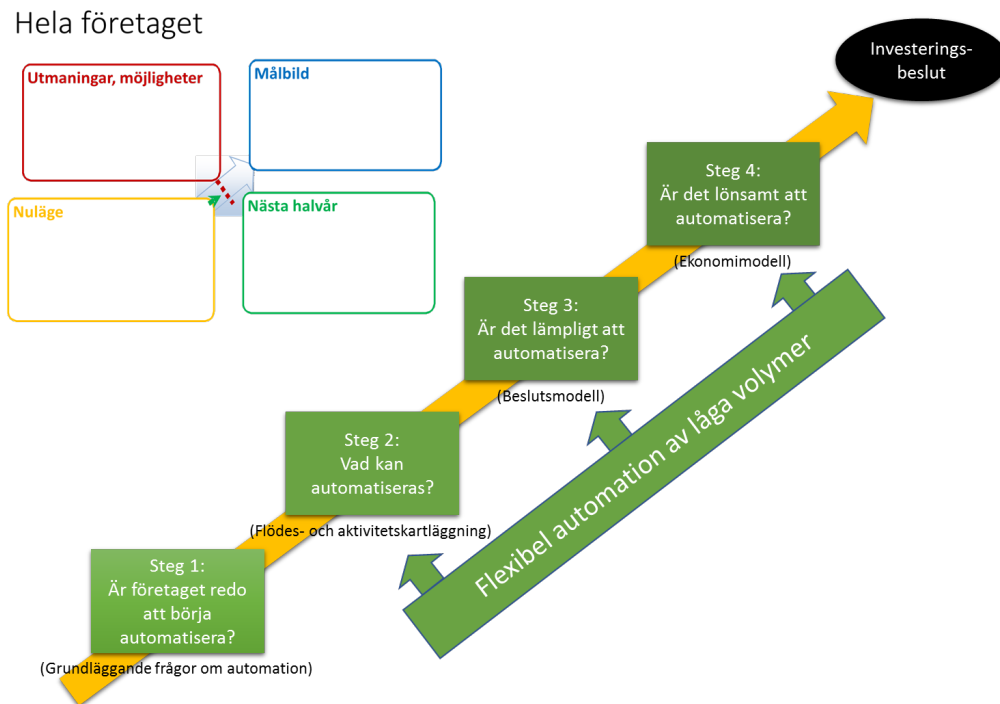 Hela företaget
Utmaningar, möjligheter
Målbild
Nuläge
Nästa halvår
Investerings-
beslut
Steg 4:
Är det lönsamt att
automatisera?
(Ekonomimodell)
Steg 3:
Är det lämpligt att
automatisera?
(Beslutsmodell)
Steg 2:
Vad kan
automatiseras?
(Flödes- och aktivitetskartläggning)
Steg 1:
Är företaget redo
att börja
automatisera?
(Grundläggande frågor om automation)
Flexibel automation av låga volymer